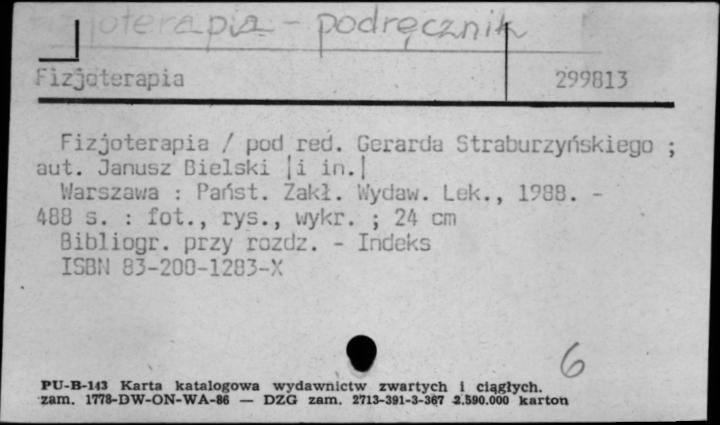 Fizjoterapia - podręcznik
Fizjoterapia 299813
Fizjoterapia / pod red. Gerarda Straburzyńskiego ;
aut. Janusz Bielski |i in.|
Warszawa : Państ. Zakł. Wydaw. Lek., 1988. -
488 s. : fot., rys., wykr. ; 24 cm
Bibliogr. przy rozdz. - Indeks
ISBN 83-200-1283-X
6
PU-B-143 Karta katalogowa wydawnictw zwartych i ciągłych.
zam. 1778-DW-ON-WA-86 — DZG zam. 2713-391-3-367 2.590.000 karton